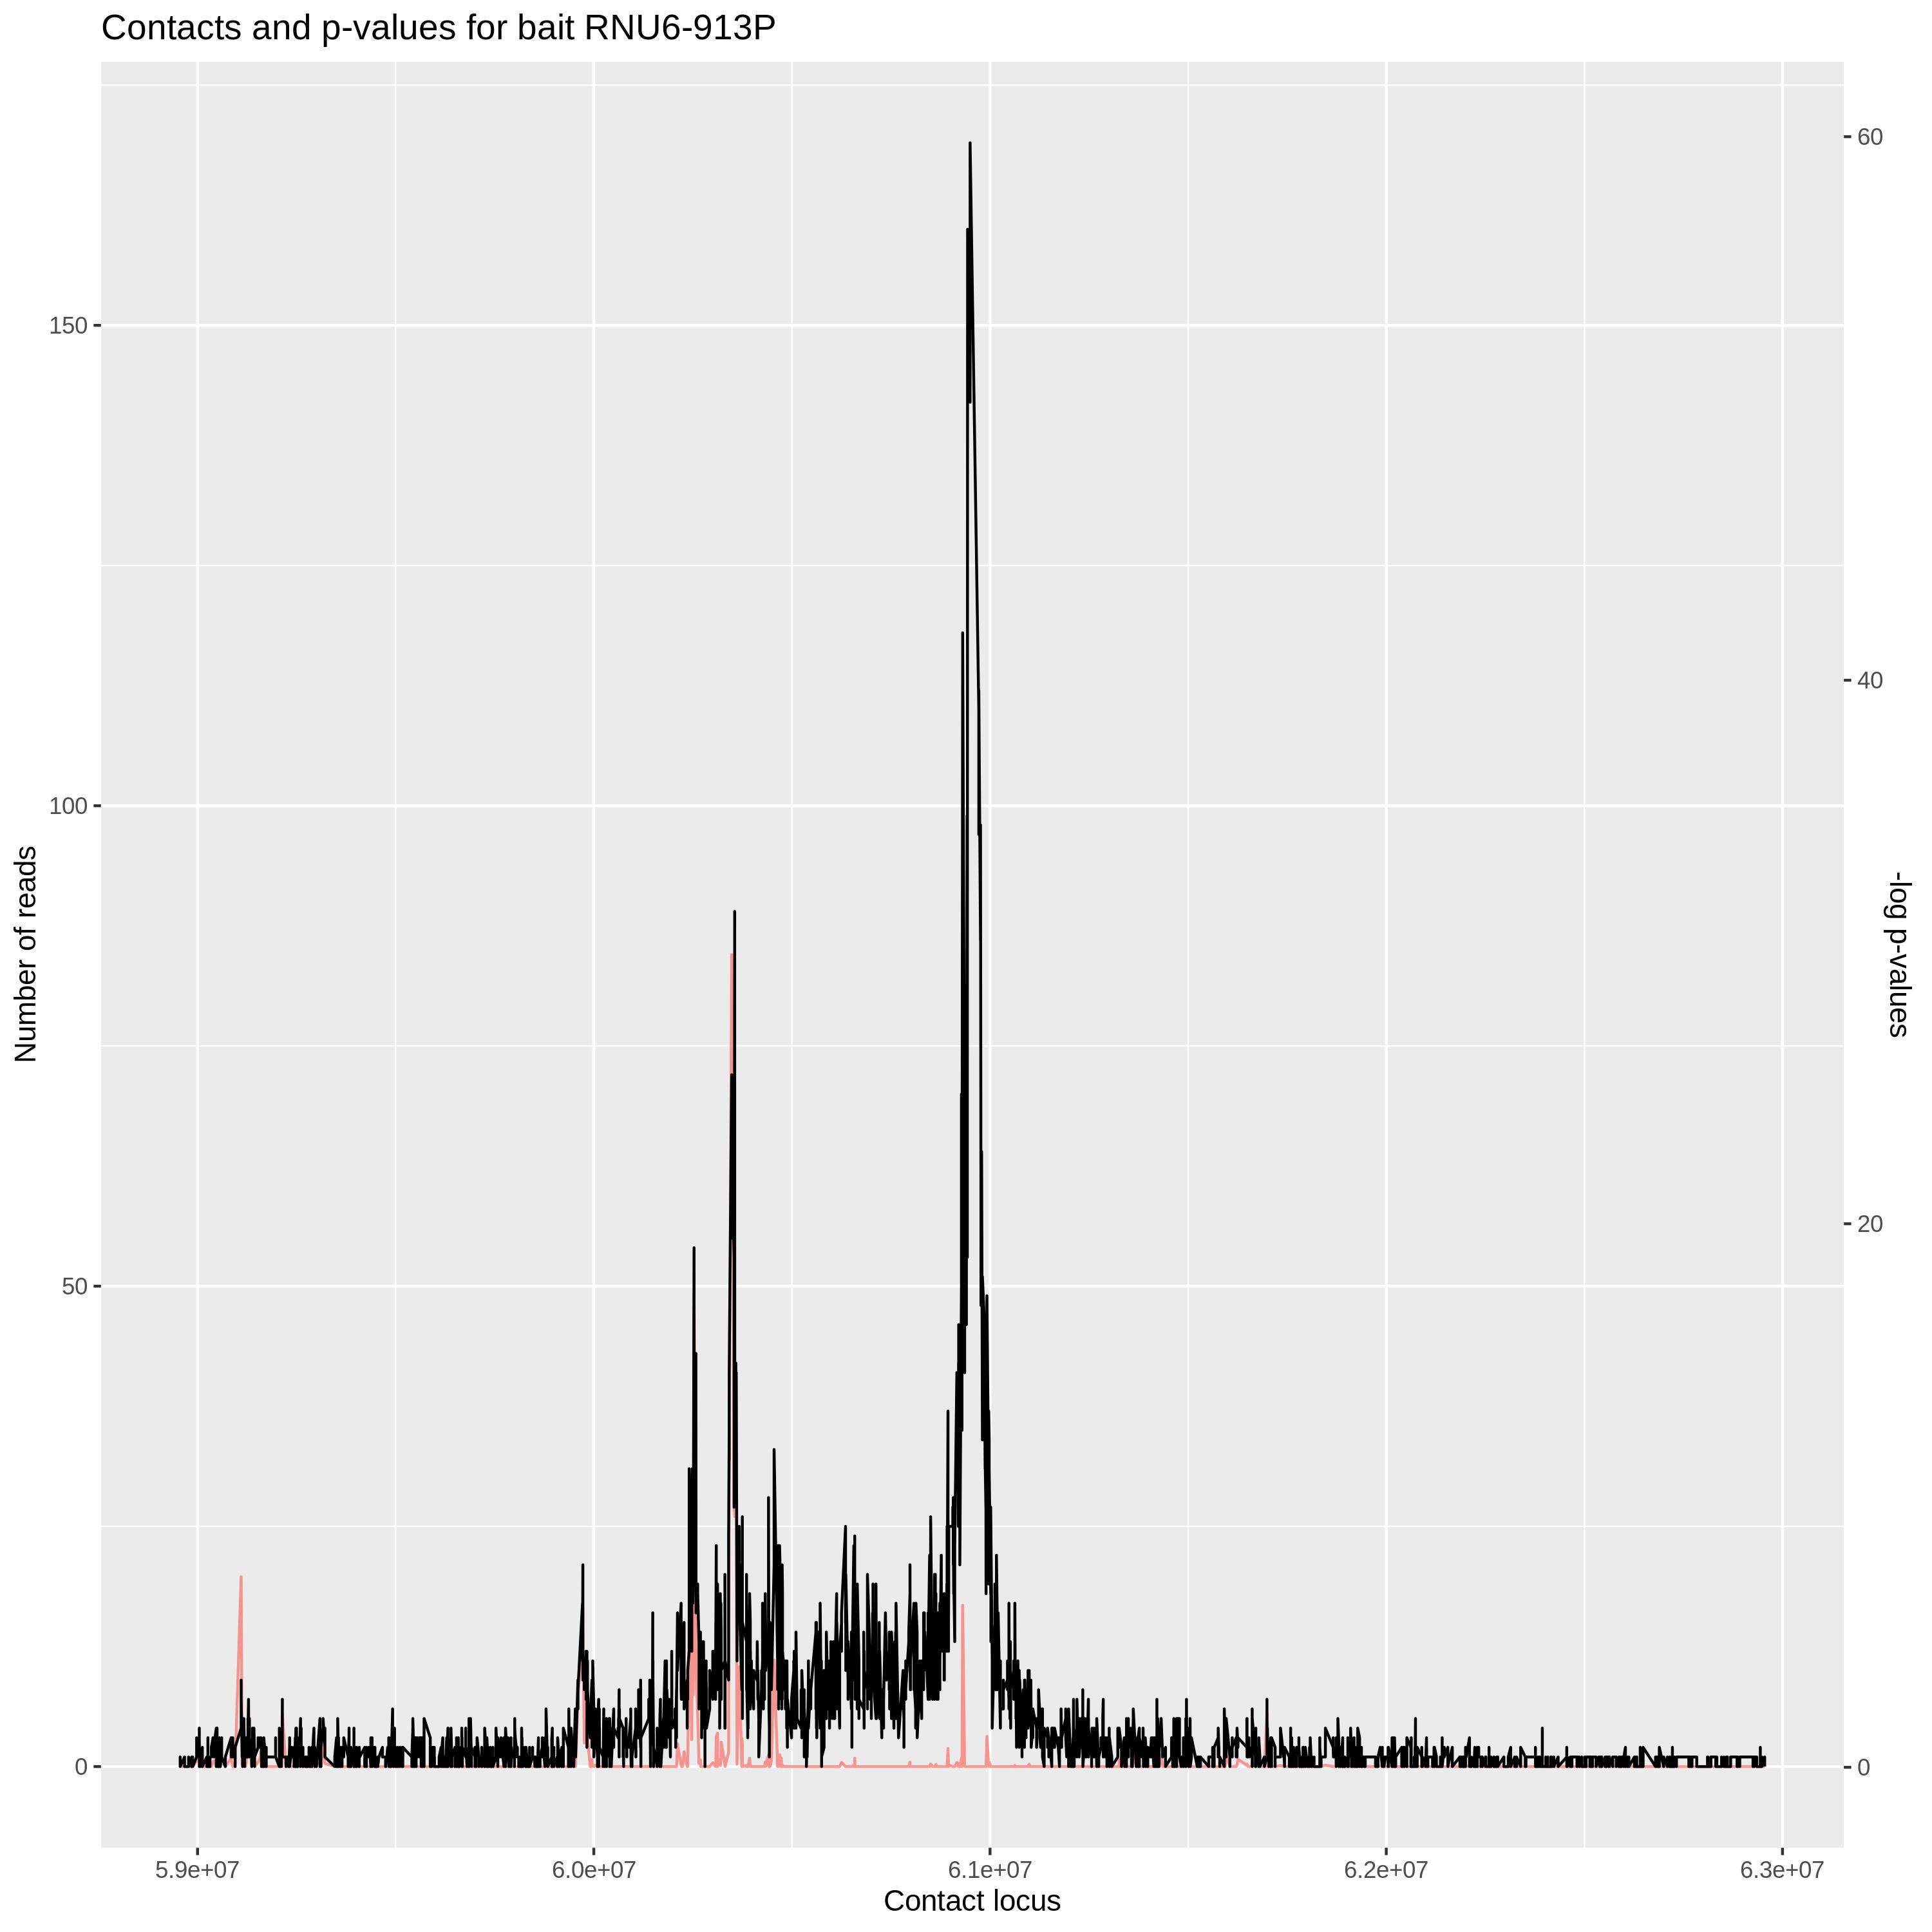 Contacts and p-values for bait RNU6-913P
Number of reads
150
100
50
0
60
40
20
0
-log p-values
5.9e+07
6.0e+07
6.1e+07
6.2e+07
6.3e+07
Contact locus